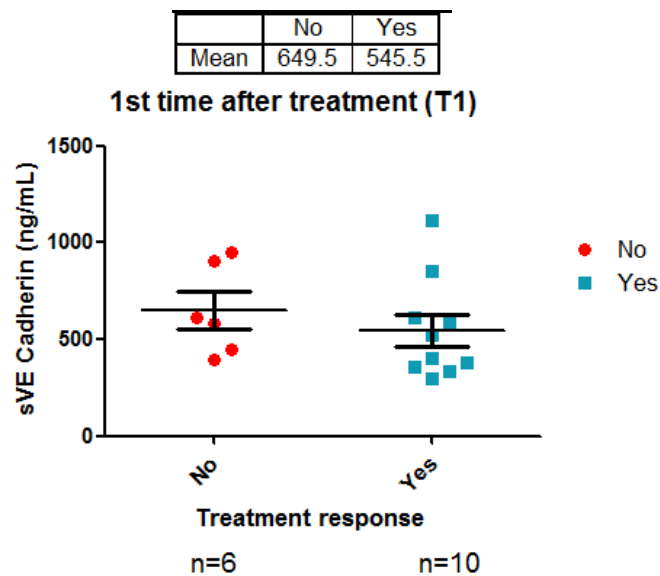 No Yes
Mean 649.5 545.5
1st time after treatment (T1)
sVE Cadherin (ng/mL)
1500
1000
500
0
No
Yes
No Yes
Treatment response
n=6 n=10